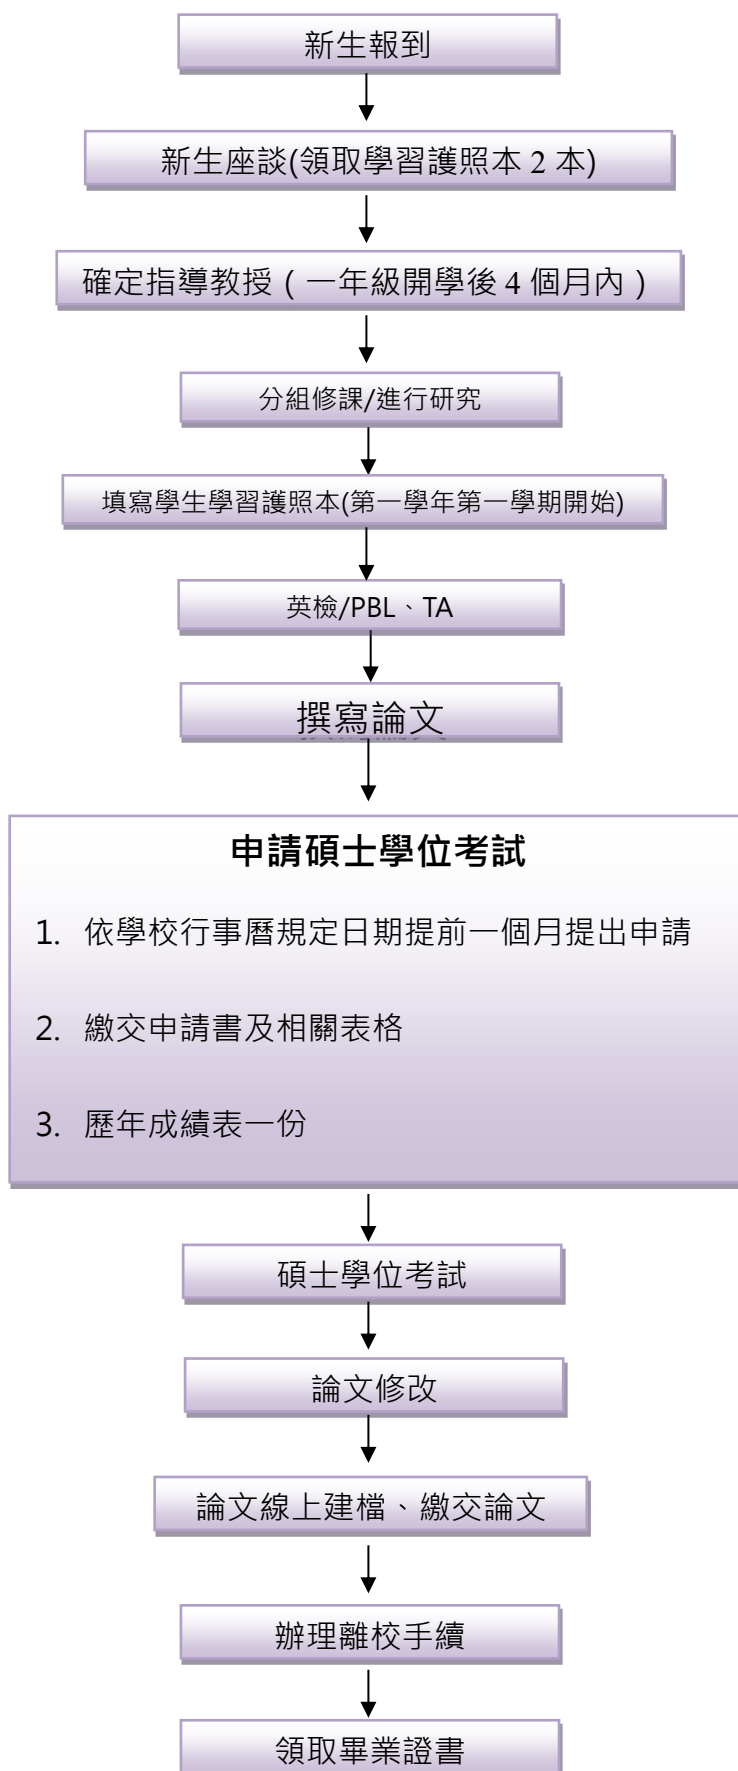 新生報到
新生座談(領取學習護照本 2 本)
確定指導教授（一年級開學後 4 個月內）
分組修課/進行研究
填寫學生學習護照本(第一學年第一學期開始)
英檢/PBL、TA
撰寫論文
申請碩士學位考試
1. 依學校行事曆規定日期提前一個月提出申請
2. 繳交申請書及相關表格
3. 歷年成績表一份
碩士學位考試
論文修改
論文線上建檔、繳交論文
辦理離校手續
領取畢業證書